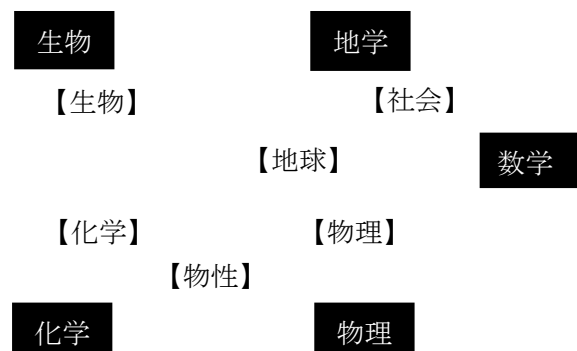 生物 地学
【生物】 【社会】
【地球】 数学
【化学】 【物理】
【物性】
化学 物理